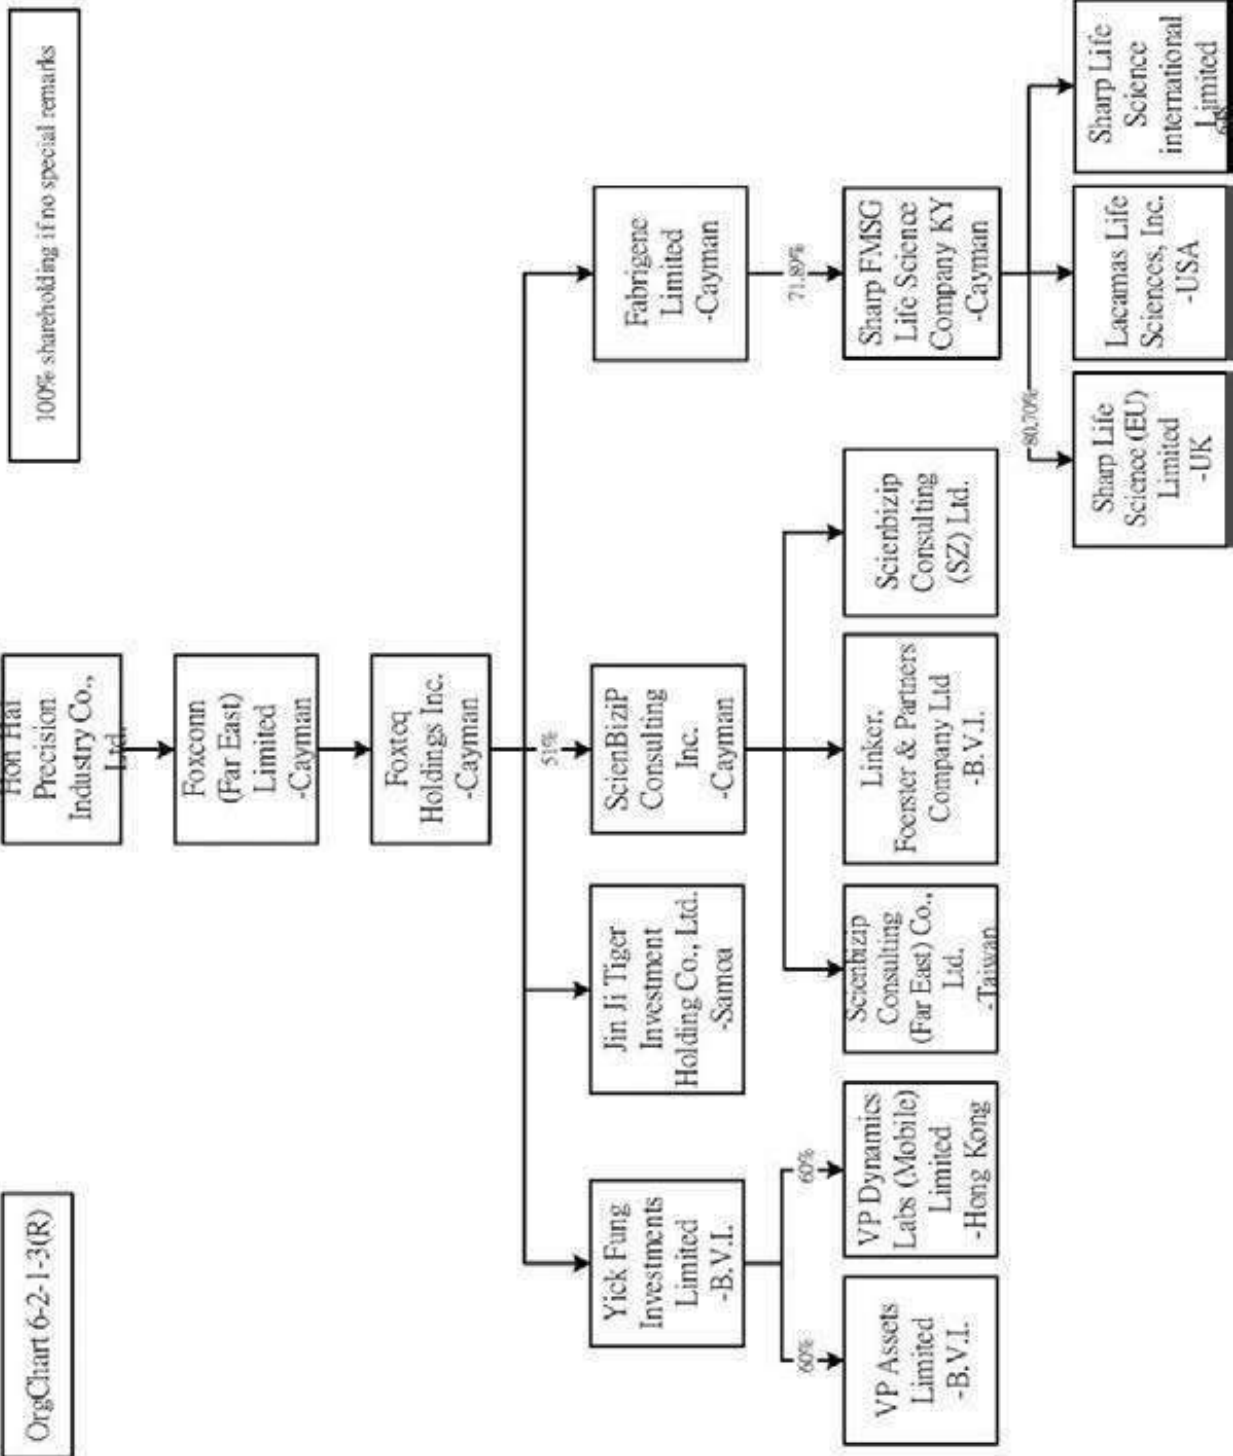 OrgChart 6-2-1-3(R)
100% shareholding if no special remarks
Hon Hai
Precision
Industry Co.,
Ltd.
Foxconn
(Far East)
Limited
-Cayman
Foxteq
Holdings Inc.
-Cayman
51%
Yick Fung
Investments
Limited
-B.V.I.
Jin Ji Tiger
Investment
Holding Co., Ltd.
-Samoa
ScienBiziP
Consulting
Inc.
-Cayman
Fabrigene
Limited
-Cayman
60%
60%
71.89%
VP Assets
Limited
-B.V.I.
VP Dynamics
Labs (Mobile)
Limited
-Hong Kong
Scienbizip
Consulting
(Far East) Co.,
Ltd.
-Taiwan
Linker.
Foerster & Partners
Company Ltd
-B.V.I.
Scienbizip
Consulting
(SZ) Ltd.
Sharp FMSG
Life Science
Company KY
-Cayman
80.70%
Sharp Life
Science (EU)
Limited
-UK
Lacamas Life
Sciences, Inc.
-USA
Sharp Life
Science
international
Limited